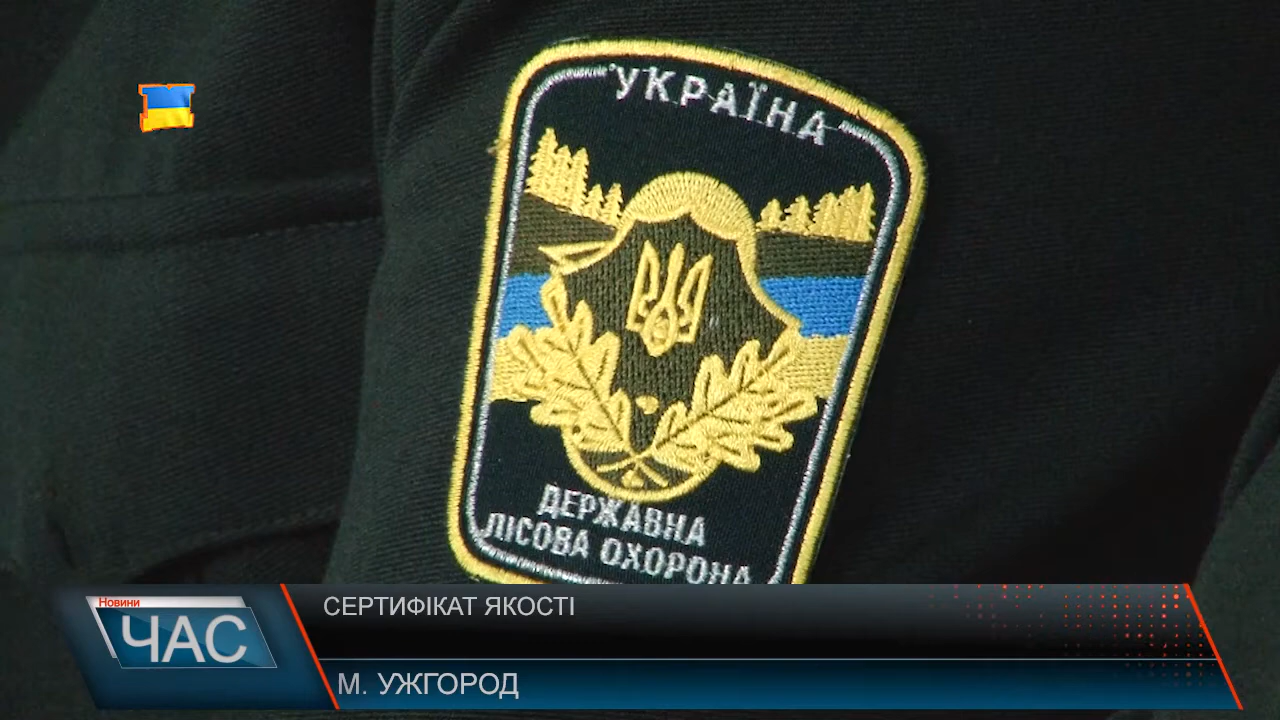 УКРАЇНА
ДЕРЖАВНА
ЛІСОВА ОХОРОНА
Новини
ЧАС
СЕРТИФІКАТ ЯКОСТІ
М. УЖГОРОД